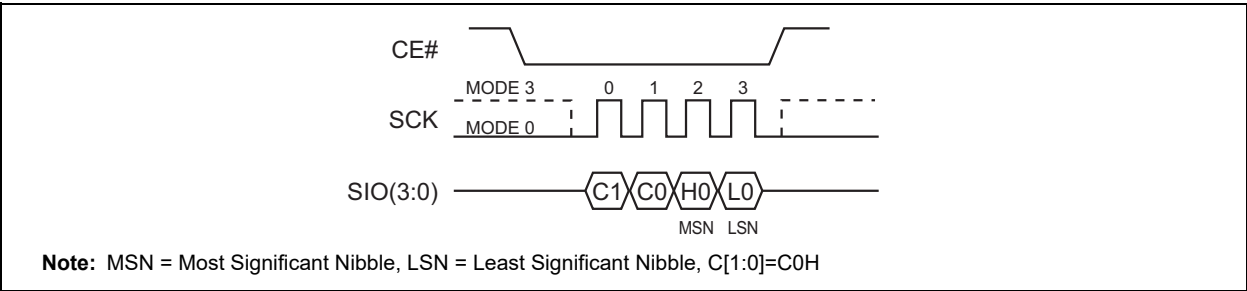 CE#
MODE 3 0 1 2 3
SCK
MODE 0
SIO(3:0) C1 C0 H0 L0
MSN LSN
Note: MSN = Most Significant Nibble, LSN = Least Significant Nibble, C[1:0]=C0H